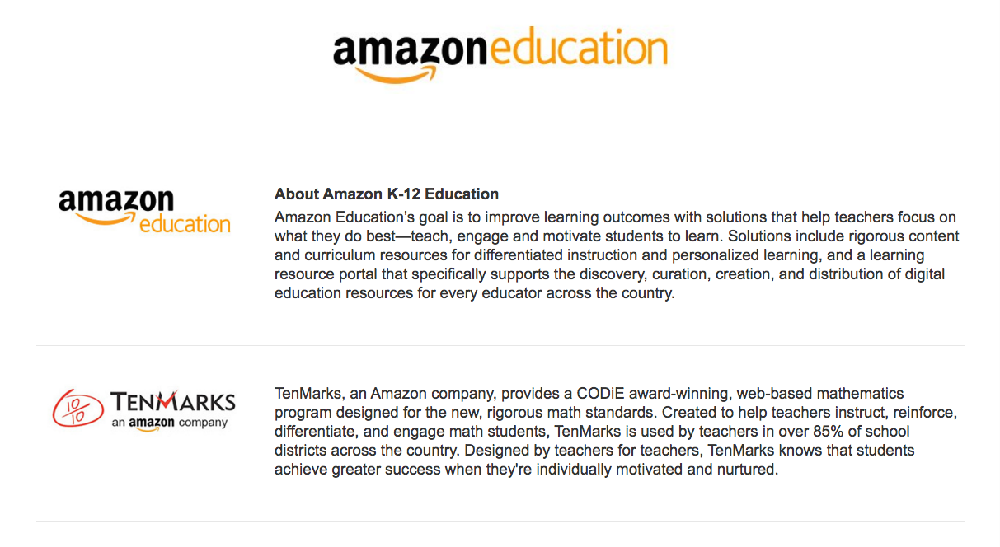 amazoneducation
amazon
education
About Amazon K-12 Education
Amazon Education’s goal is to improve learning outcomes with solutions that help teachers focus on
what they do best—teach, engage and motivate students to learn. Solutions include rigorous content
and curriculum resources for differentiated instruction and personalized learning, and a learning
resource portal that specifically supports the discovery, curation, creation, and distribution of digital
education resources for every educator across the country.
10/10
TENMARKS
an amazon company
TenMarks, an Amazon company, provides a CODiE award-winning, web-based mathematics
program designed for the new, rigorous math standards. Created to help teachers instruct, reinforce,
differentiate, and engage math students, TenMarks is used by teachers in over 85% of school
districts across the country. Designed by teachers for teachers, TenMarks knows that students
achieve greater success when they're individually motivated and nurtured.